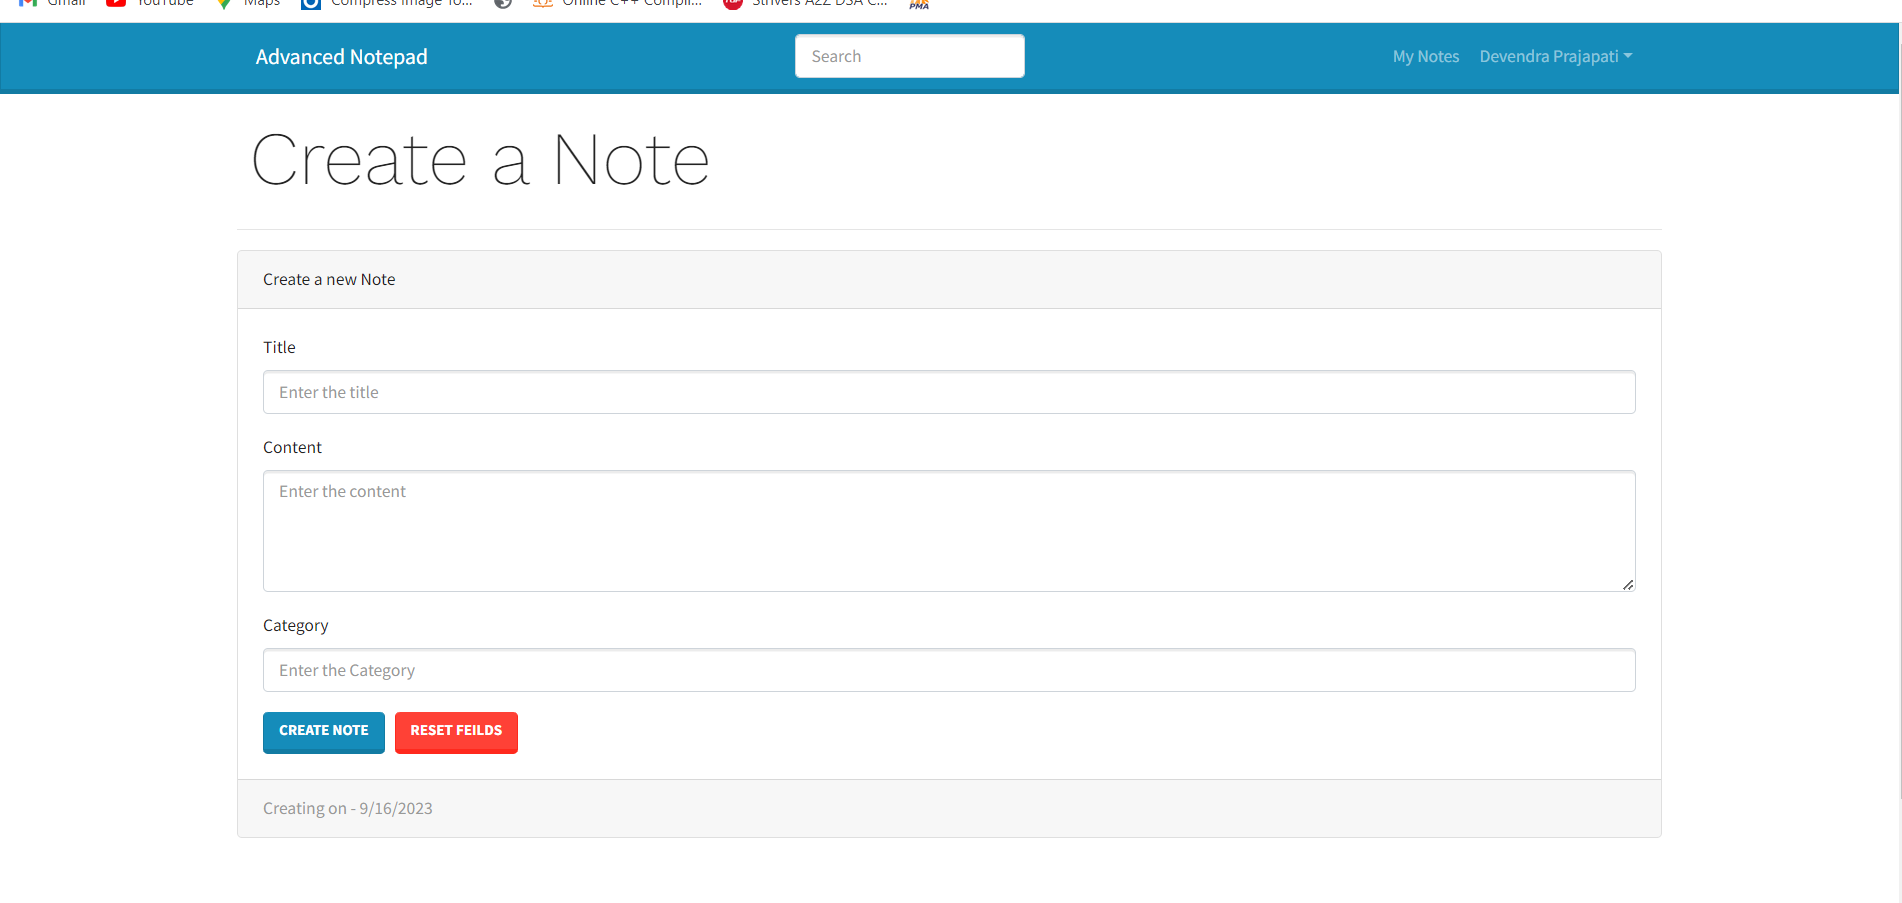 Gmail YouTube Maps Compress Image To... Online C++ Compil... Strivers A2Z DSA C...
PMA
Advanced Notepad Search My Notes Devendra Prajapati
Create a Note
Create a new Note
Title
Enter the title
Content
Enter the content
Category
Enter the Category
CREATE NOTE RESET FEILDS
Creating on - 9/16/2023